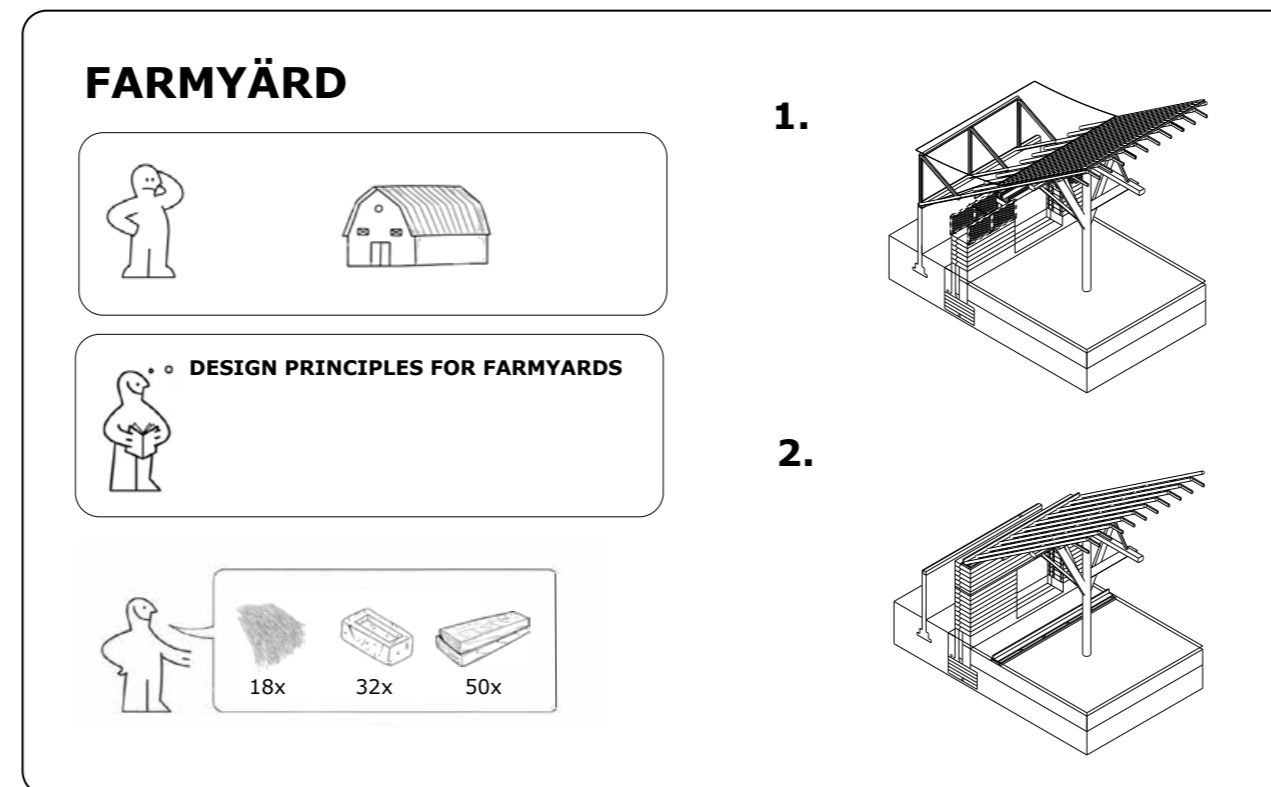 FARMYÄRD
DESIGN PRINCIPLES FOR FARMYARDS
18x
32x
50x
1.
2.